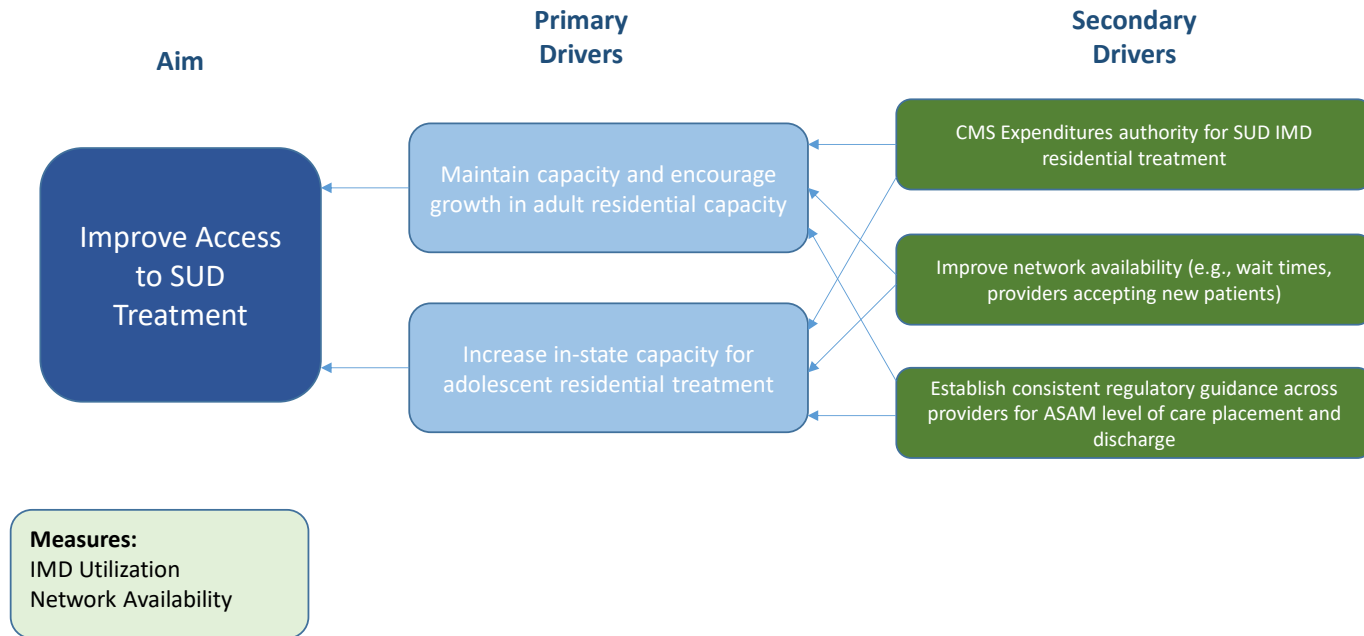 Aim
Primary
Drivers
Secondary
Drivers
Improve Access
to SUD
Treatment
Maintain capacity and encourage
growth in adult residential capacity
Increase in-state capacity for
adolescent residential treatment
CMS Expenditures authority for SUD IMD
residential treatment
Improve network availability (e.g., wait times,
providers accepting new patients)
Establish consistent regulatory guidance across
providers for ASAM level of care placement and
discharge
Measures:
IMD Utilization
Network Availability